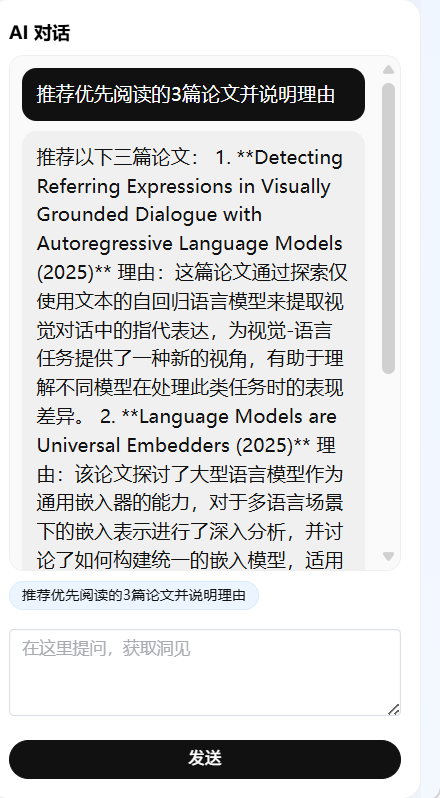 AI 对话
推荐优先阅读的3篇论文并说明理由
推荐以下三篇论文： 1. **Detecting
Referring Expressions in Visually
Grounded Dialogue with
Autoregressive Language Models
(2025)** 理由：这篇论文通过探索仅
使用文本的自回归语言模型来提取视
觉对话中的指代表达，为视觉-语言
任务提供了一种新的视角，有助于理
解不同模型在处理此类任务时的表现
差异。 2. **Language Models are
Universal Embedders (2025)** 理
由：该论文探讨了大型语言模型作为
通用嵌入器的能力，对于多语言场景
下的嵌入表示进行了深入分析，并讨
论了如何构建统一的嵌入模型，适用
推荐优先阅读的3篇论文并说明理由
在这里提问，获取洞见
发送